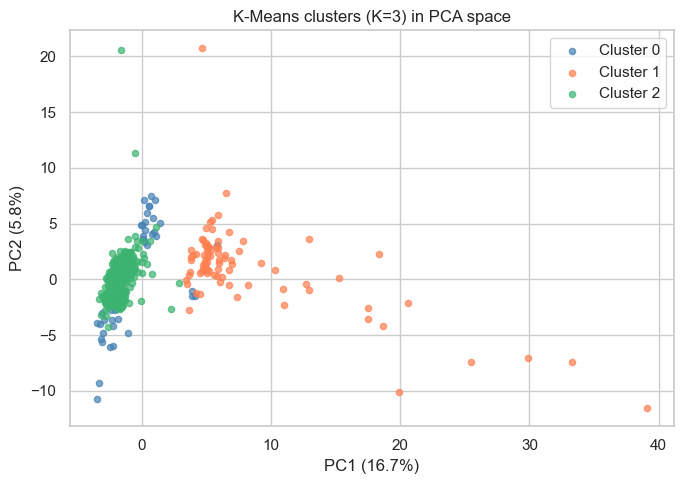 K-Means clusters (K=3) in PCA space
Cluster 0
Cluster 1
Cluster 2
20
15
10
5
0
−5
−10
PC2 (5.8%)
0
10
20
30
40
PC1 (16.7%)